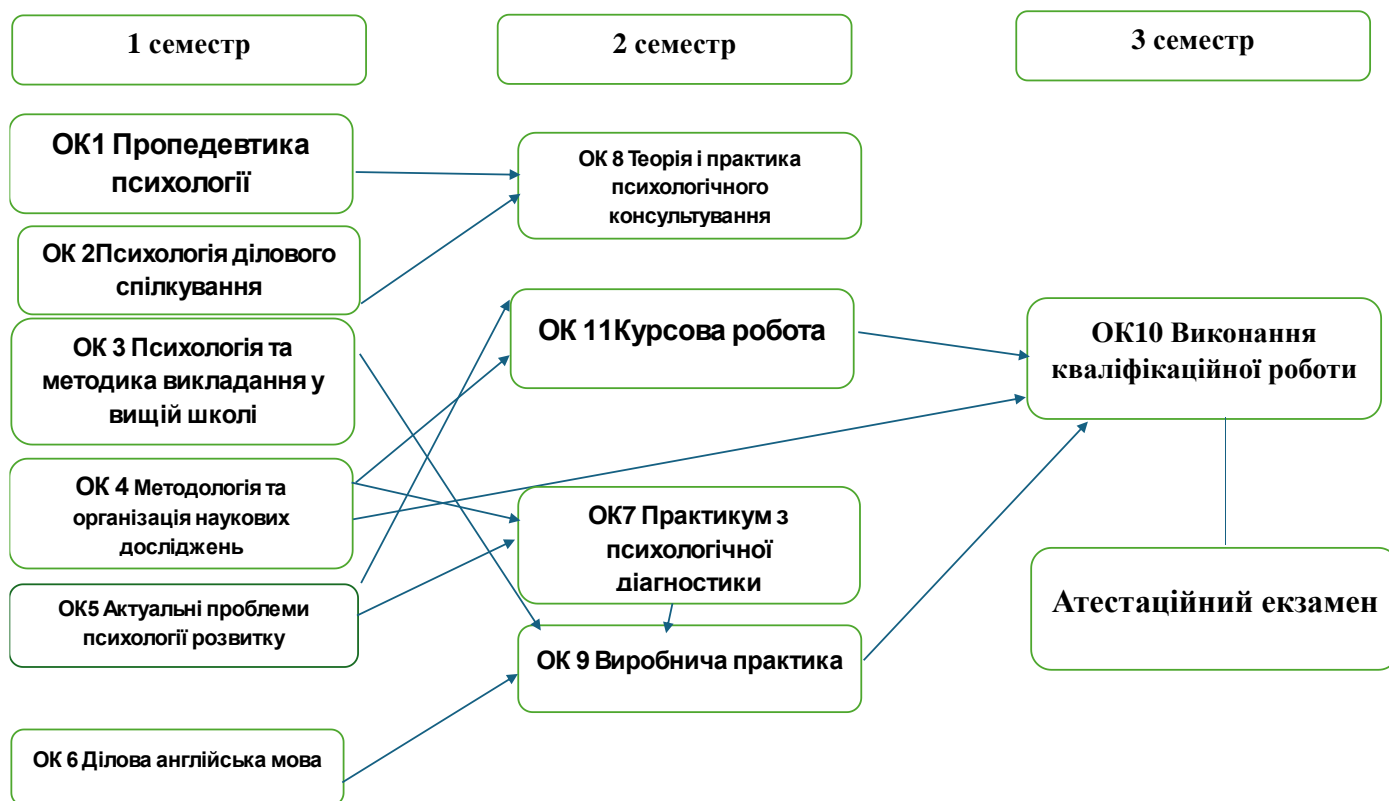 1 семестр
2 семестр
3 семестр
ОК1 Пропедевтика
психології
ОК 2Психологія ділового
спілкування
ОК 3 Психологія та
методика викладання у
вищій школі
ОК 4 Методологія та
організація наукових
досліджень
ОК5 Актуальні проблеми
психології розвитку
ОК 6 Ділова англійська мова
ОК 8 Теорія і практика
психологічного
консультування
ОК 11Курсова робота
ОК7 Практикум з
психологічної
діагностики
ОК 9 Виробнича практика
ОК10 Виконання
кваліфікаційної роботи
Атестаційний екзамен